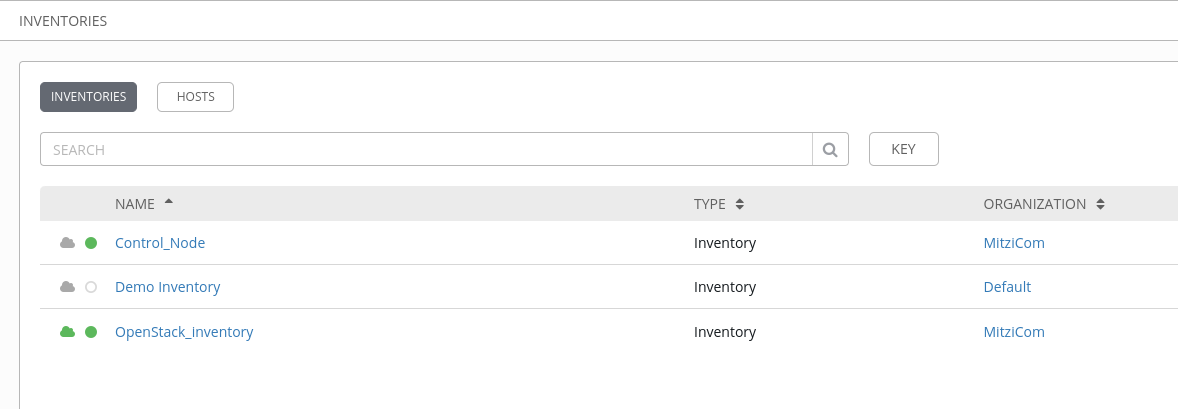 INVENTORIES
INVENTORIES HOSTS
SEARCH KEY
NAME TYPE ORGANIZATION
Control_Node Inventory MitziCom
Demo Inventory Inventory Default
OpenStack_inventory Inventory MitziCom